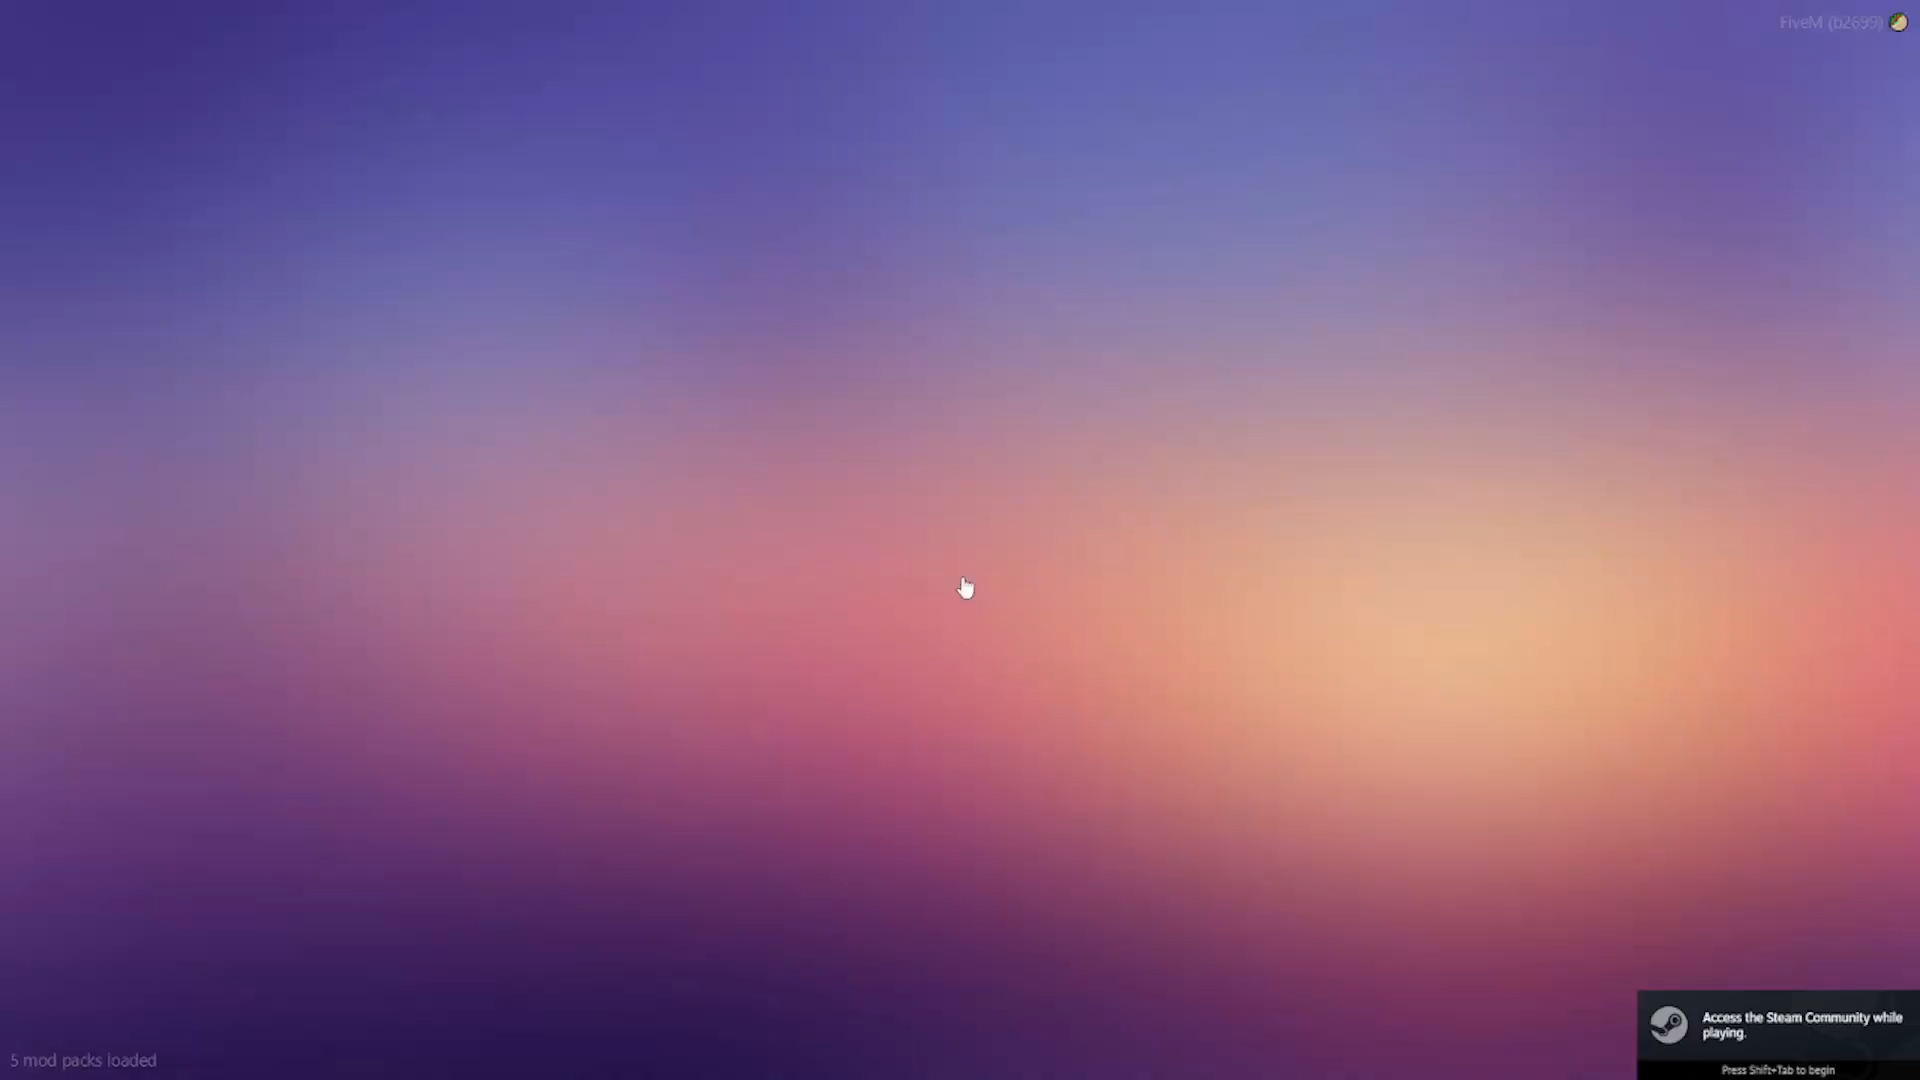 FiveM (b2699)
Access the Steam Community while
playing.
Press Shift+Tab to begin
5 mod packs loaded